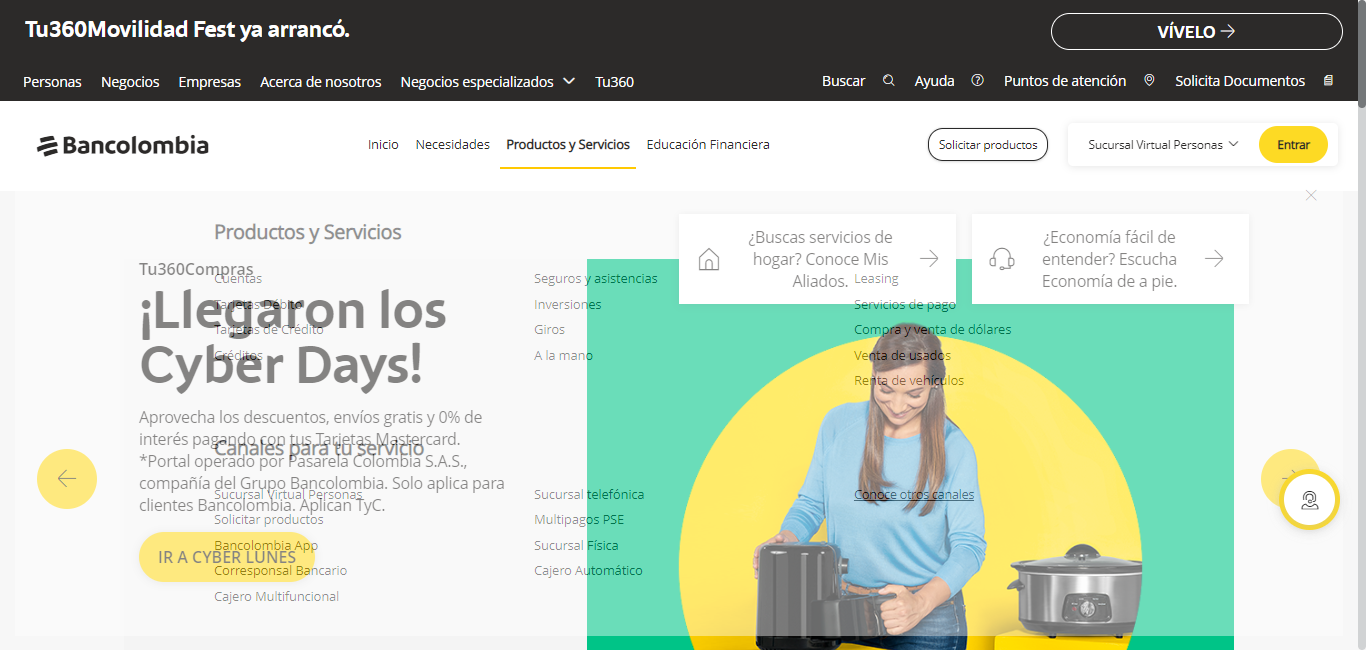 Tu360Movilidad Fest ya arrancó.
VÍVELO
Personas Negocios Empresas Acerca de nosotros Negocios especializados Tu360
Buscar Ayuda Puntos de atención Solicita Documentos
Bancolombia
Inicio Necesidades Productos y Servicios Educación Financiera
Solicitar productos
Sucursal Virtual Personas
Entrar
Productos y Servicios
Cuentas
Tarjetas Débito
Tarjetas de Crédito
Créditos
Seguros y asistencias
Inversiones
Giros
A la mano
Leasing
Servicios de pago
Compra y venta de dólares
Venta de usados
Renta de vehículos
¿Buscas servicios de
hogar? Conoce Mis
Aliados.
¿Economía fácil de
entender? Escucha
Economía de a pie.
Canales para tu servicio
Sucursal Virtual Personas
Solicitar productos
Bancolombia App
Corresponsal Bancario
Cajero Multifuncional
Sucursal telefónica
Multipagos PSE
Sucursal Física
Cajero Automático
Conoce otros canales
Tu360Compras
¡Llegaron los
Cyber Days!
Aprovecha los descuentos, envíos gratis y 0% de
interés pagando con tus Tarjetas Mastercard.
*Portal operado por Pasarela Colombia S.A.S.,
compañía del Grupo Bancolombia. Solo aplica para
clientes Bancolombia. Aplican TyC.
IR A CYBER LUNES